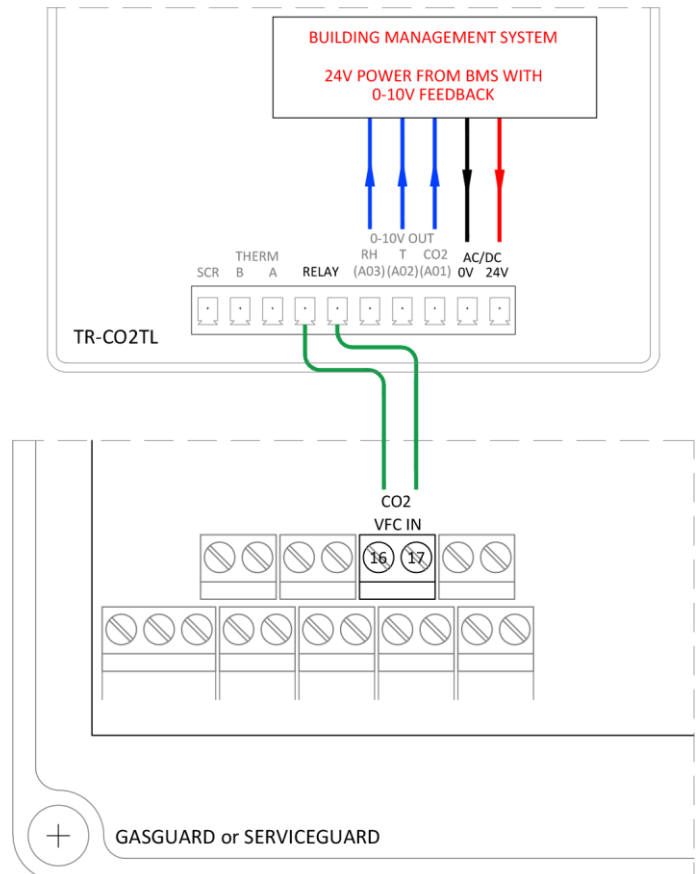 BUILDING MANAGEMENT SYSTEM
24V POWER FROM BMS WITH
0-10V FEEDBACK
0-10V OUT
THERM RH T CO2 AC/DC
SCR B A RELAY (A03) (A02) (A01) 0V 24V
TR-CO2TL
CO2
VFC IN
16 17
GASGUARD or SERVICEGUARD